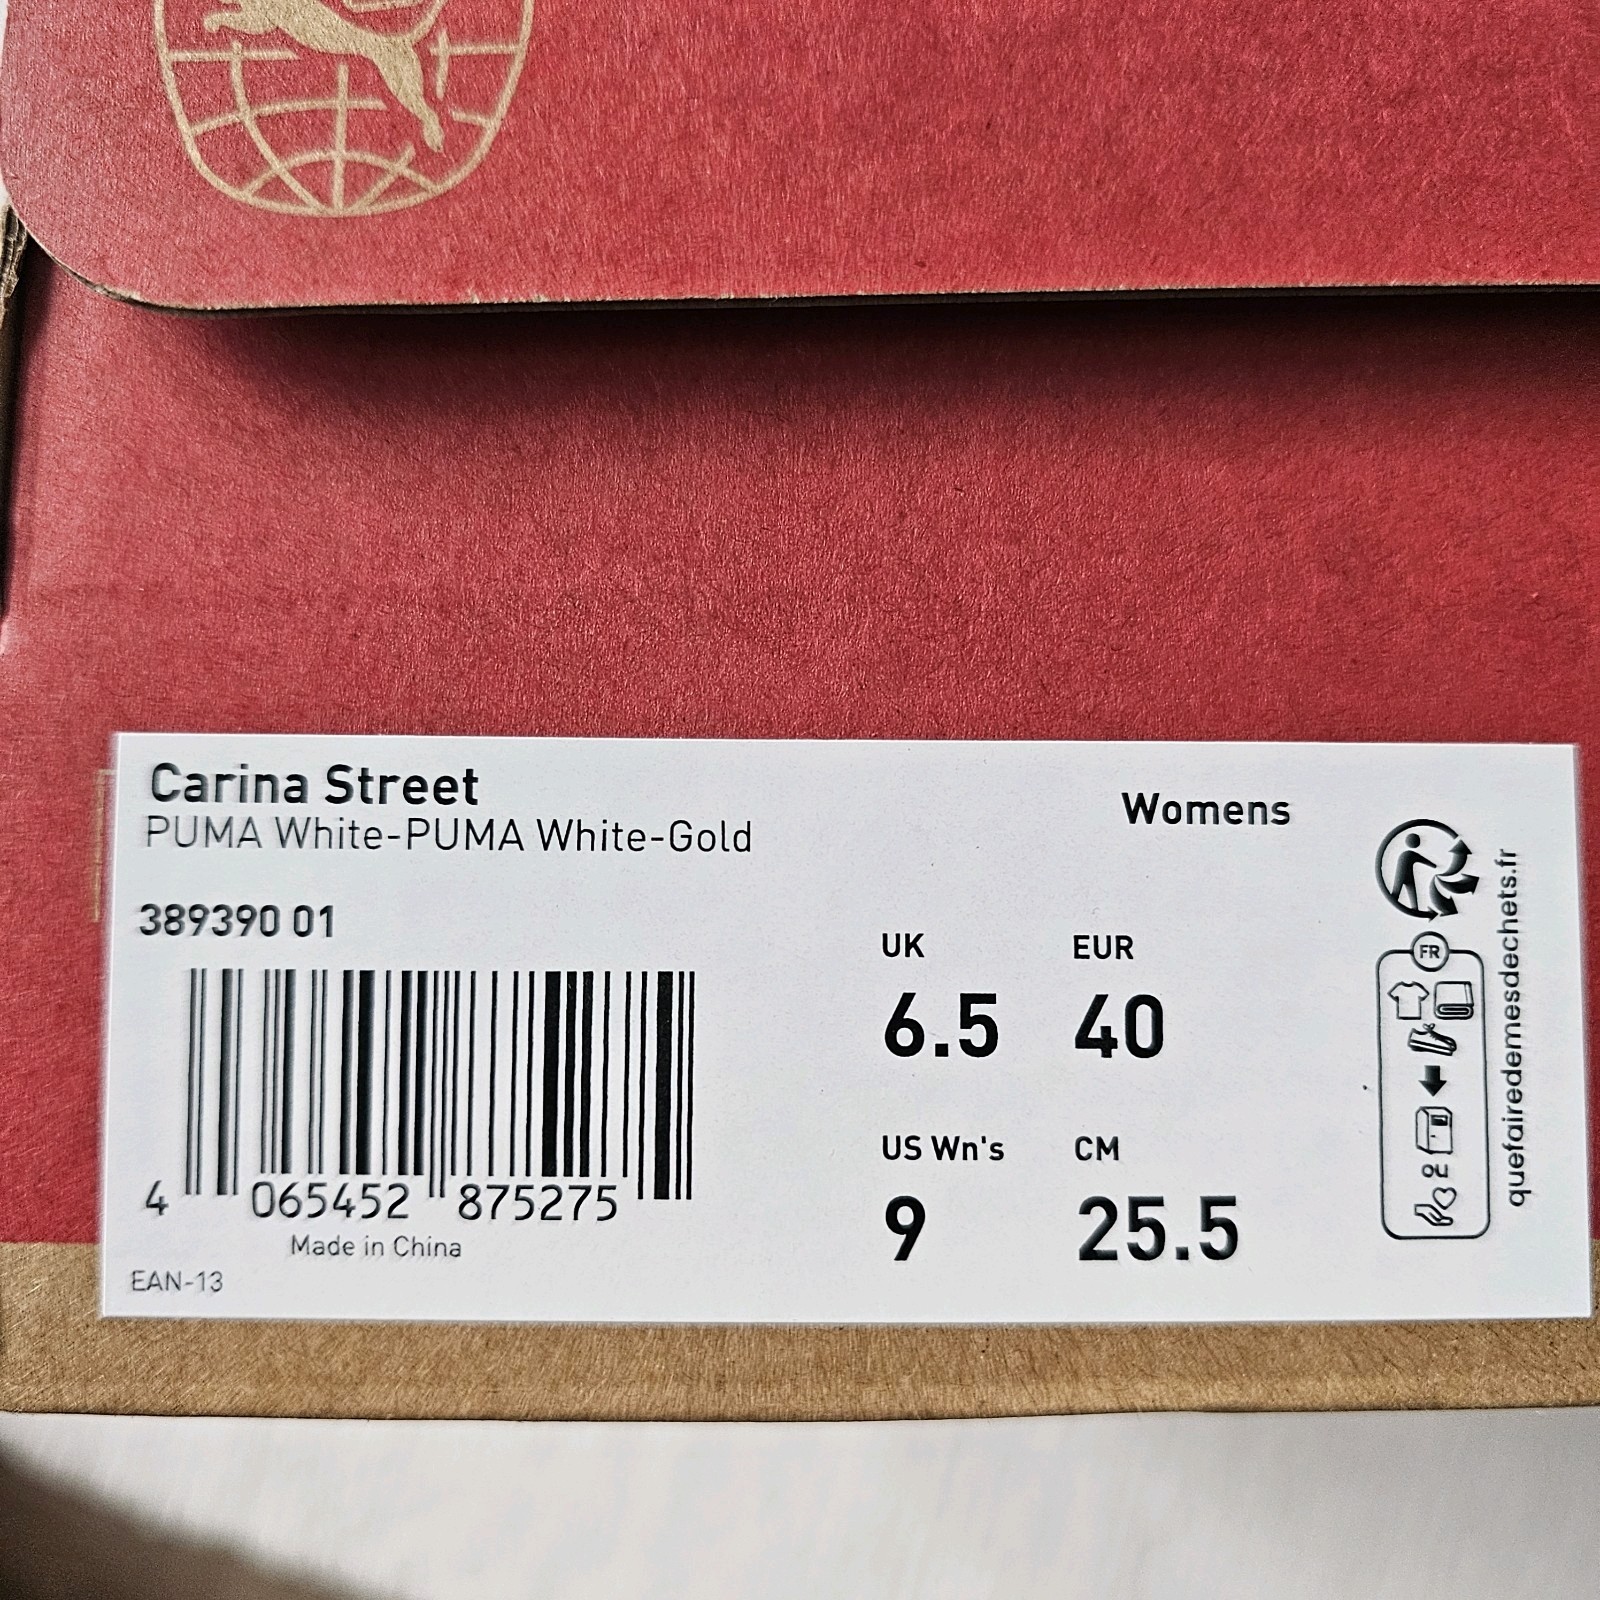 Carina Street
PUMA White-PUMA White-Gold
Womens
389390 01
UK
EUR
6.5
40
US Wn's
CM
9
25.5
4 065452 875275
Made in China
EAN-13
FR
OU
quefairedemesdechets.fr